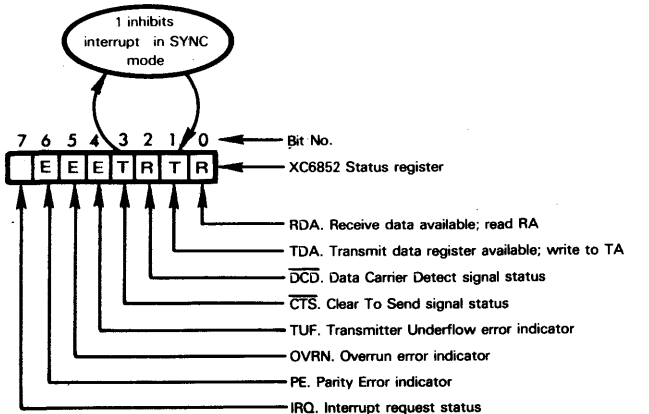 1 inhibits
interrupt in SYNC
mode
7 6 5 4 3 2 1 0 Bit No.
E E E T R T R XC6852 Status register
RDA. Receive data available; read RA
TDA. Transmit data register available; write to TA
D̅C̅D̅. Data Carrier Detect signal status
C̅T̅S̅. Clear To Send signal status
TUF. Transmitter Underflow error indicator
OVRN. Overrun error indicator
PE. Parity Error indicator
IRQ. Interrupt request status